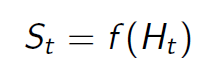 S_t = f(H_t)